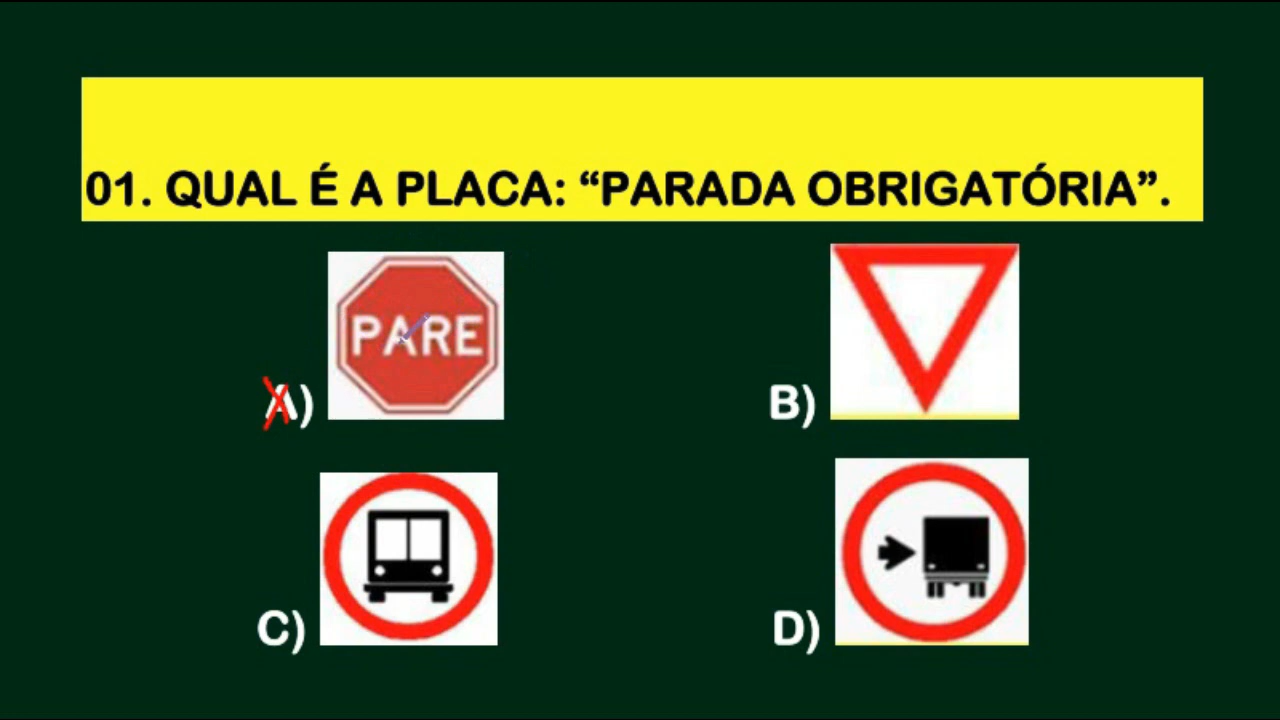 01. QUAL É A PLACA: “PARADA OBRIGATÓRIA”.
PARE
A)
B)
C)
D)